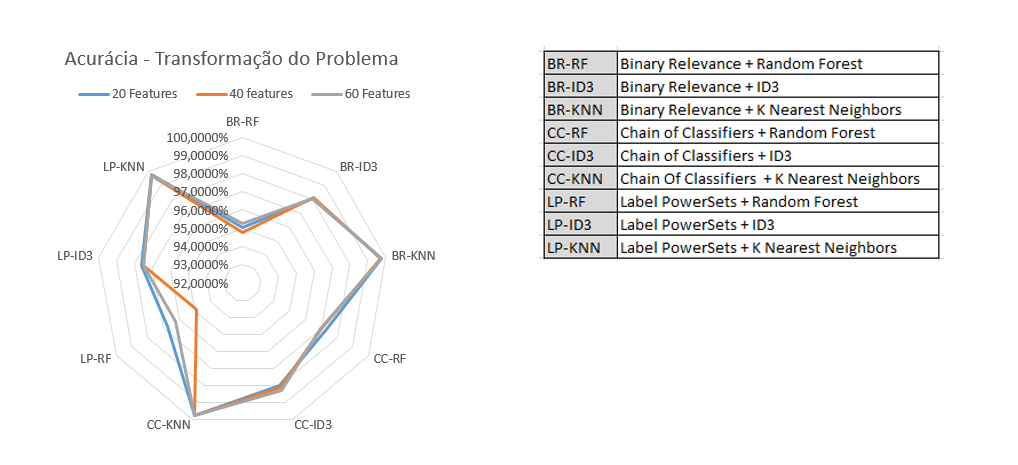 Acurácia - Transformação do Problema
20 Features 40 features 60 Features
BR-RF
BR-ID3
BR-KNN
CC-RF
CC-ID3
CC-KNN
LP-RF
LP-ID3
LP-KNN
100,0000%
99,0000%
98,0000%
97,0000%
96,0000%
95,0000%
94,0000%
93,0000%
92,0000%
BR-RF Binary Relevance + Random Forest
BR-ID3 Binary Relevance + ID3
BR-KNN Binary Relevance + K Nearest Neighbors
CC-RF Chain of Classifiers + Random Forest
CC-ID3 Chain of Classifiers + ID3
CC-KNN Chain Of Classifiers + K Nearest Neighbors
LP-RF Label PowerSets + Random Forest
LP-ID3 Label PowerSets + ID3
LP-KNN Label PowerSets + K Nearest Neighbors